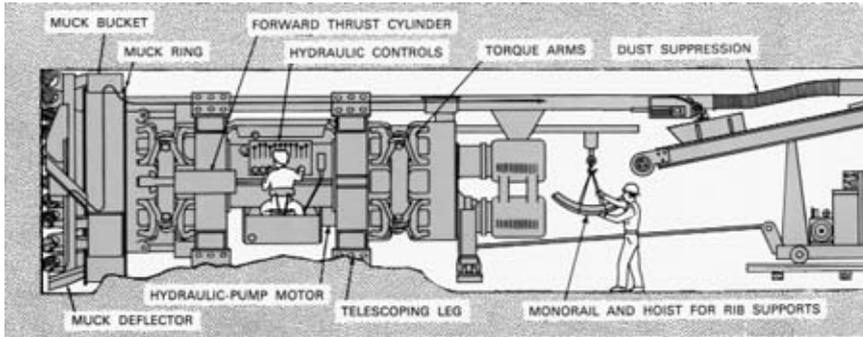 MUCK BUCKET
FORWARD THRUST CYLINDER
MUCK RING
HYDRAULIC CONTROLS
TORQUE ARMS
DUST SUPPRESSION
HYDRAULIC-PUMP MOTOR
TELESCOPING LEG
MONORAIL AND HOIST FOR RIB SUPPORTS
MUCK DEFLECTOR